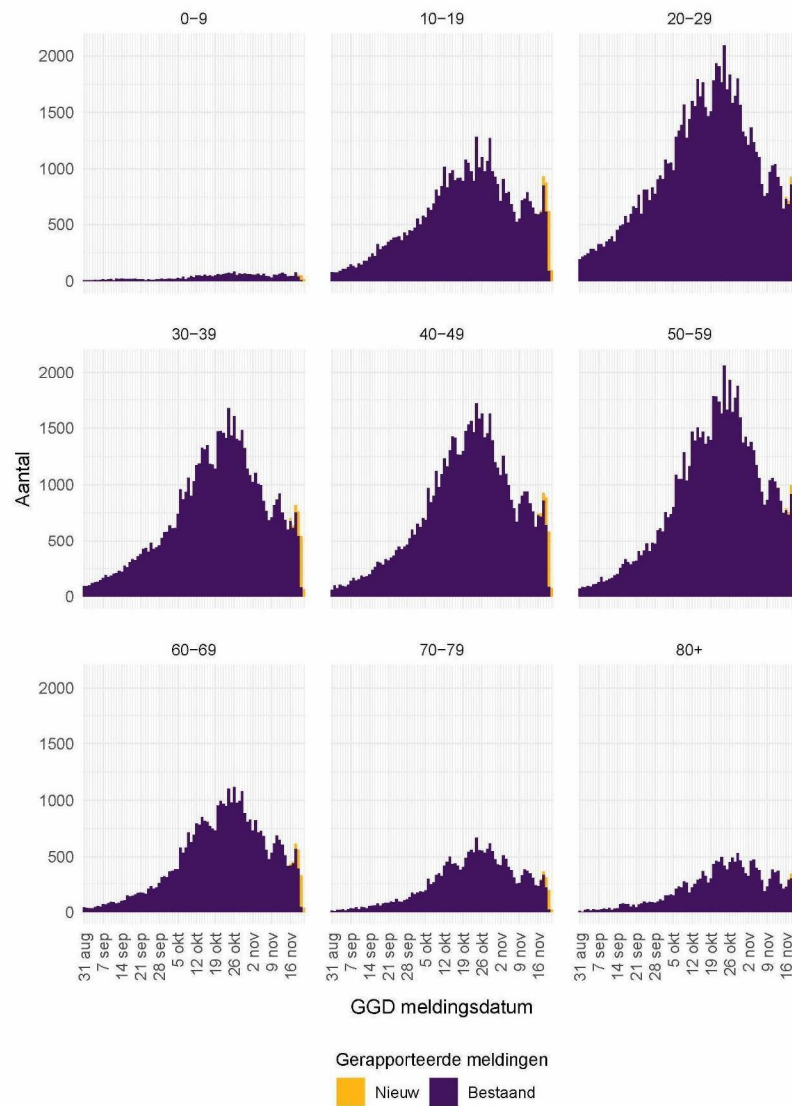 0−9 10−19 20−29
2000
1500
1000
500
0
30−39 40−49 50−59
2000
1500
1000
500
0
Aantal
60−69 70−79 80+
2000
1500
1000
500
0
31 aug 7 sep 14 sep 21 sep 28 sep 5 okt 12 okt 19 okt 26 okt 2 nov 9 nov 16 nov 31 aug 7 sep 14 sep 21 sep 28 sep 5 okt 12 okt 19 okt 26 okt 2 nov 9 nov 16 nov 31 aug 7 sep 14 sep 21 sep 28 sep 5 okt 12 okt 19 okt 26 okt 2 nov 9 nov 16 nov
GGD meldingsdatum
Gerapporteerde meldingen
Nieuw Bestaand